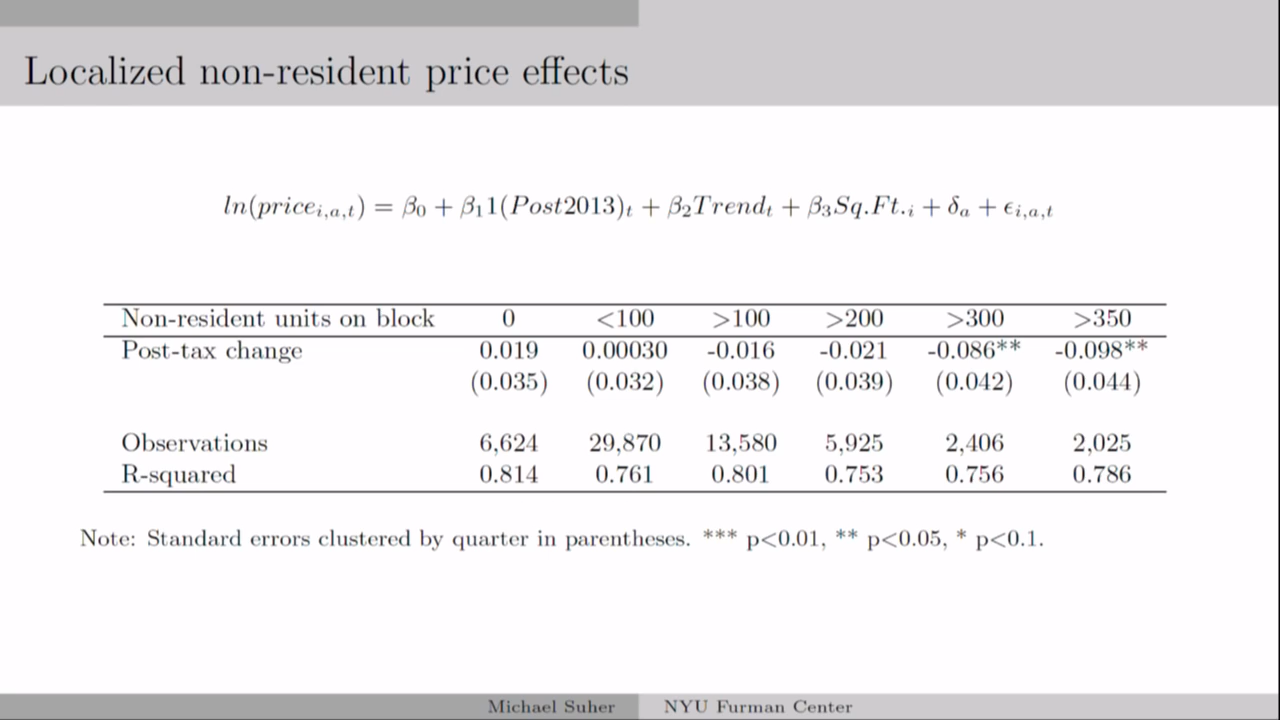 Localized non-resident price effects
ln(price_{i,a,t}) = β_0 + β_1 1(Post2013)_t + β_2 Trend_t + β_3 Sq.Ft._i + δ_a + ϵ_{i,a,t}
Non-resident units on block 0 <100 >100 >200 >300 >350
Post-tax change 0.019 0.00030 -0.016 -0.021 -0.086** -0.098**
(0.035) (0.032) (0.038) (0.039) (0.042) (0.044)
Observations 6,624 29,870 13,580 5,925 2,406 2,025
R-squared 0.814 0.761 0.801 0.753 0.756 0.786
Note: Standard errors clustered by quarter in parentheses. *** p<0.01, ** p<0.05, * p<0.1.
Michael Suher NYU Furman Center